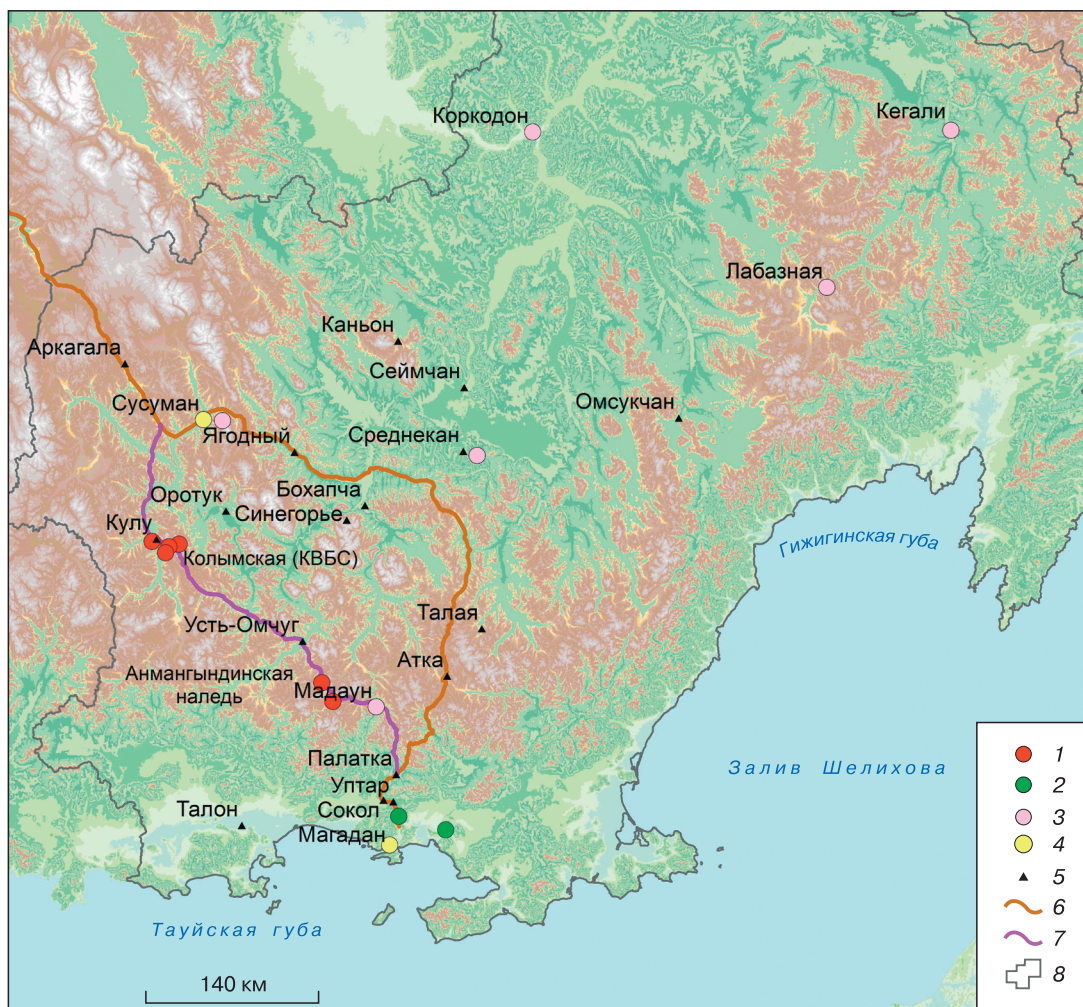 Коркодон
Кегали
Лабазная
Каньон
Аркагала
Сеймчан
Сусуман
Омсукчан
Ягодный
Среднекан
Бохапча
Оротук
Синегорье
Кулу
Колымская (КВБС)
Гижигинская губа
Талая
Усть-Омчуг
Атка
Анмангындинская
наледь
Мадаун
Палатка
Залив Шелихова
Уптар
Сокол
Талон
Магадан
Тауйская губа
140 км
1
2
3
4
5
6
7
8